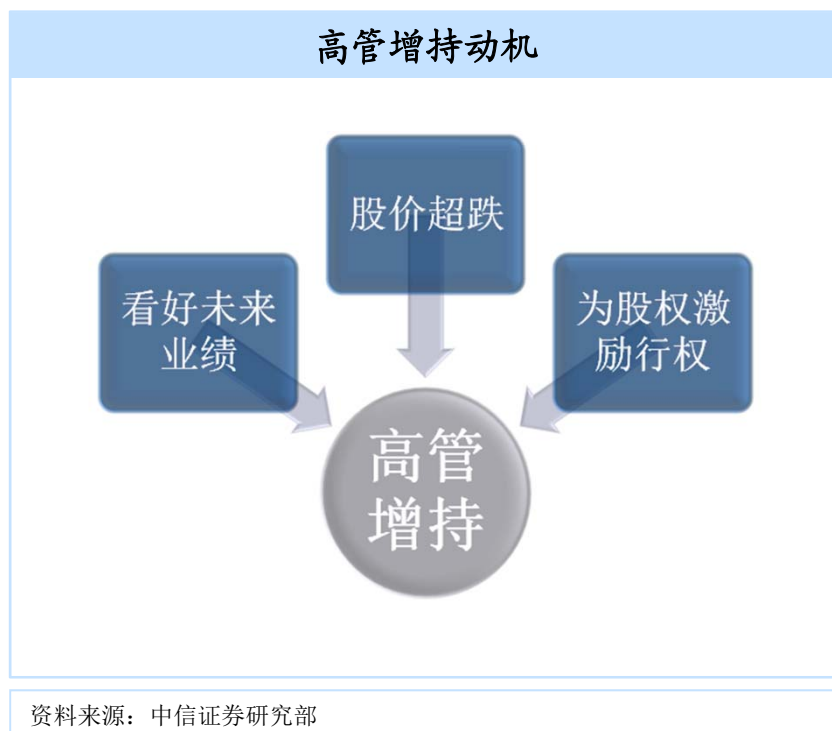 高管增持动机
股价超跌
看好未来
业绩
为股权激
励行权
高管
增持
资料来源：中信证券研究部